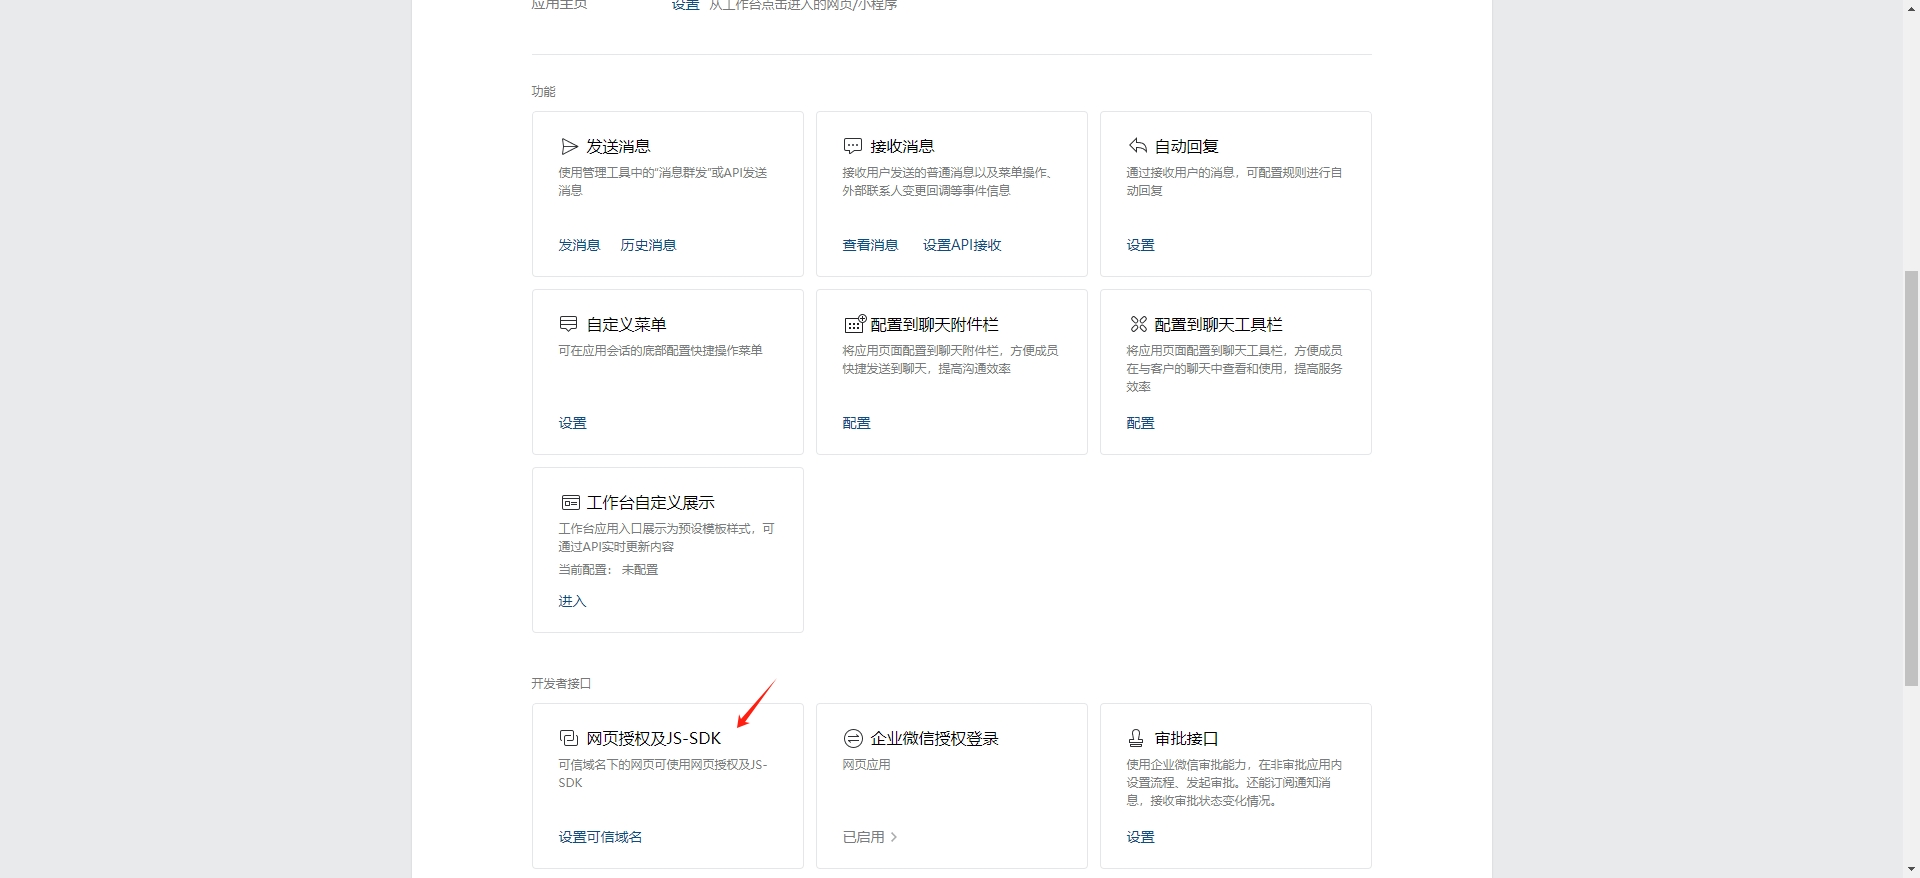 应用主页 设置 从工作台点击进入的网页/小程序
功能
发送消息
使用管理工具中的“消息群发”或API发送
消息
发消息 历史消息
接收消息
接收用户发送的普通消息以及菜单操作、
外部联系人变更回调等事件信息
查看消息 设置API接收
自动回复
通过接收用户的消息，可配置规则进行自
动回复
设置
自定义菜单
可在应用会话的底部配置快捷操作菜单
设置
配置到聊天附件栏
将应用页面配置到聊天附件栏，方便成员
快捷发送到聊天，提高沟通效率
配置
配置到聊天工具栏
将应用页面配置到聊天工具栏，方便成员
在与客户的聊天中查看和使用，提高服务
效率
配置
工作台自定义展示
工作台应用入口展示为预设模板样式，可
通过API实时更新内容
当前配置： 未配置
进入
开发者接口
网页授权及JS-SDK
可信域名下的网页可使用网页授权及JS-
SDK
设置可信域名
企业微信授权登录
网页应用
已启用
审批接口
使用企业微信审批能力，在非审批应用内
设置流程、发起审批。还能订阅通知消
息，接收审批状态变化情况。
设置